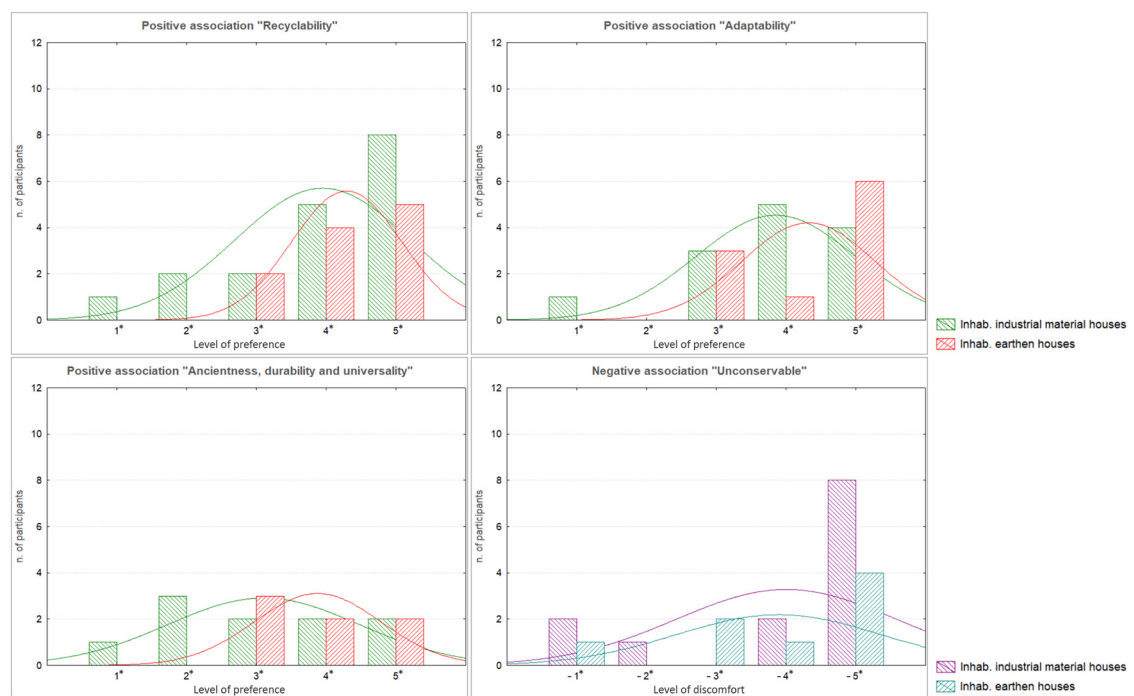 Positive association "Recyclability"
12
10
8
6
4
2
0
n. of participants
1* 2* 3* 4* 5*
Level of preference
Positive association "Adaptability"
12
10
8
6
4
2
0
n. of participants
1* 2* 3* 4* 5*
Level of preference
Inhab. industrial material houses
Inhab. earthen houses
Positive association "Ancientness, durability and universality"
12
10
8
6
4
2
0
n. of participants
1* 2* 3* 4* 5*
Level of preference
Negative association "Unconservable"
12
10
8
6
4
2
0
n. of participants
-1* -2* -3* -4* -5*
Level of discomfort
Inhab. industrial material houses
Inhab. earthen houses